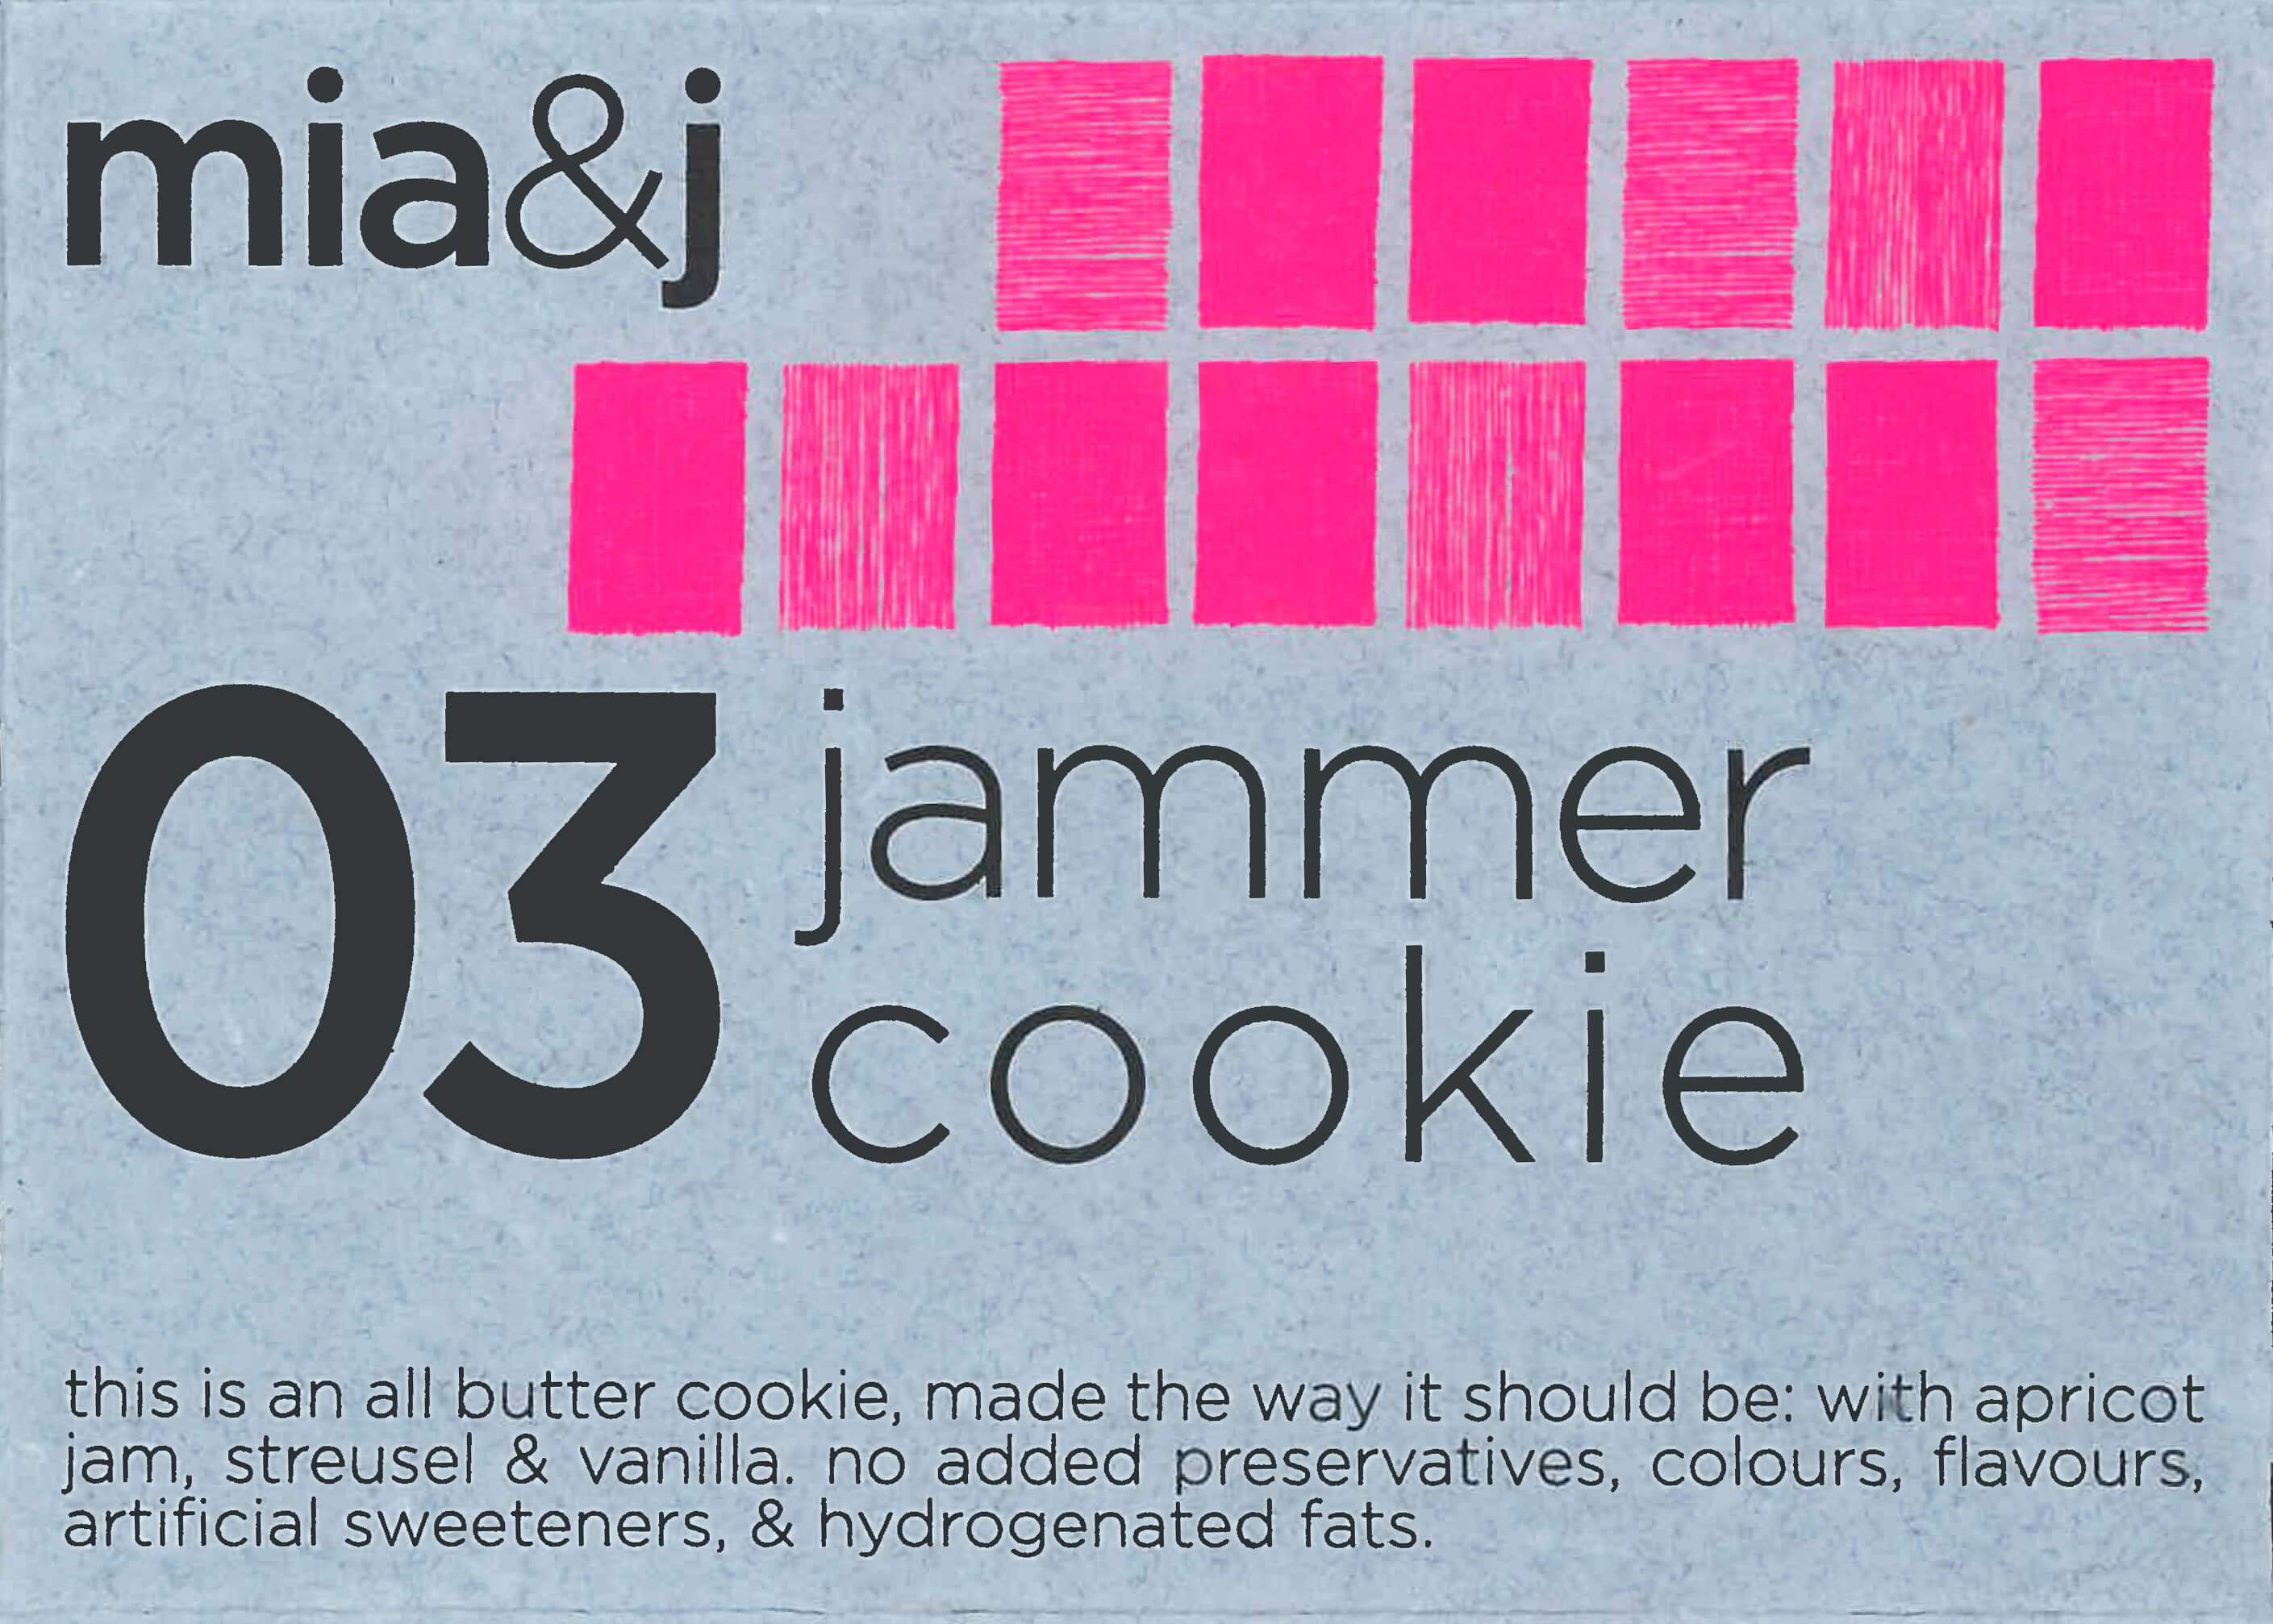 mia&j
03 jammer
cookie
this is an all butter cookie, made the way it should be: with apricot
jam, streusel & vanilla. no added preservatives, colours, flavours,
artificial sweeteners, & hydrogenated fats.